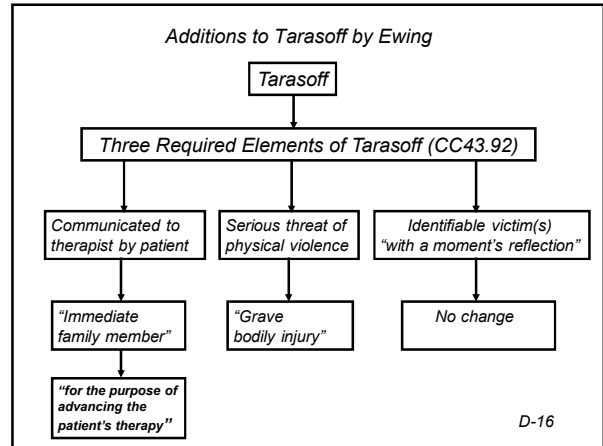 Additions to Tarasoff by Ewing
Tarasoff
Three Required Elements of Tarasoff (CC43.92)
Communicated to
therapist by patient
Serious threat of
physical violence
Identifiable victim(s)
“with a moment’s reflection”
“Immediate
family member”
“Grave
bodily injury”
No change
“for the purpose of
advancing the
patient’s therapy”
D-16